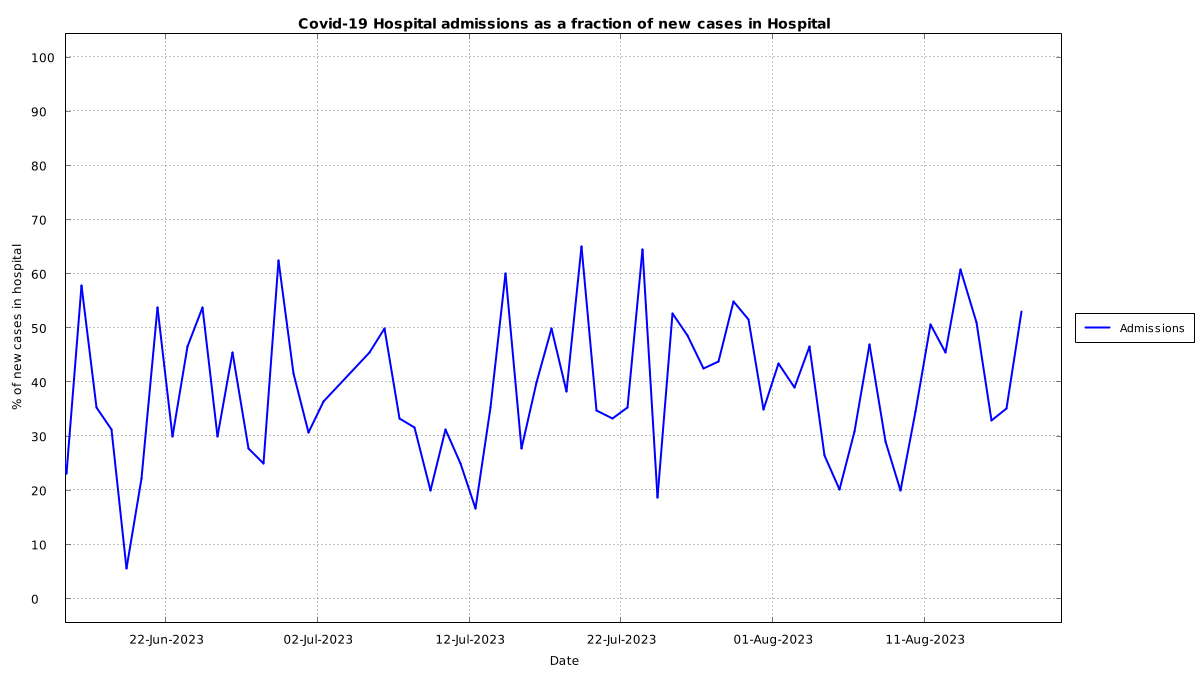 Covid-19 Hospital admissions as a fraction of new cases in Hospital
100
90
80
70
60
50
40
30
20
10
0
% of new cases in hospital
Admissions
22-Jun-2023 02-Jul-2023 12-Jul-2023 22-Jul-2023 01-Aug-2023 11-Aug-2023
Date